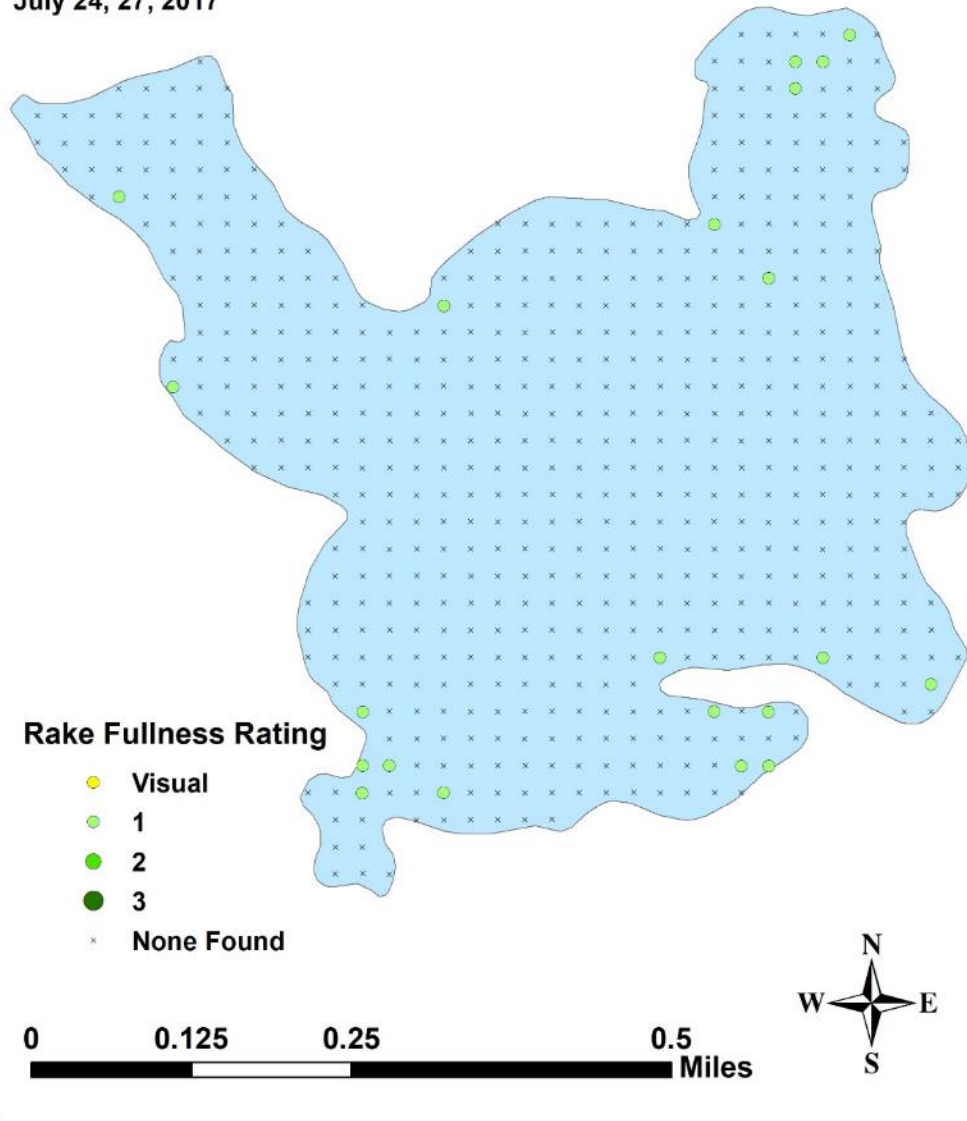 July 24, 27, 2017
Rake Fullness Rating
Visual
1
2
3
None Found
N
W E
S
0 0.125 0.25 0.5
Miles